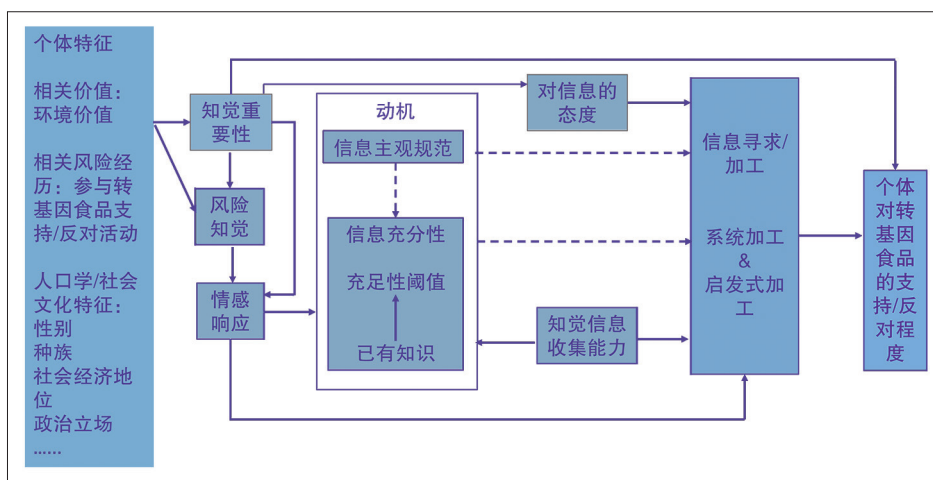 个体特征
相关价值：
环境价值
相关风险经
历：参与转
基因食品支
持/反对活动
人口学/社会
文化特征：
性别
种族
社会经济地
位
政治立场
……
知觉重
要性
风险
知觉
情感
响应
动机
信息主观规范
信息充分性
充足性阈值
已有知识
对信息的
态度
知觉信息
收集能力
信息寻求/
加工
系统加工
&
启发式加
工
个体
对转
基因
食品
的支
持/反
对程
度